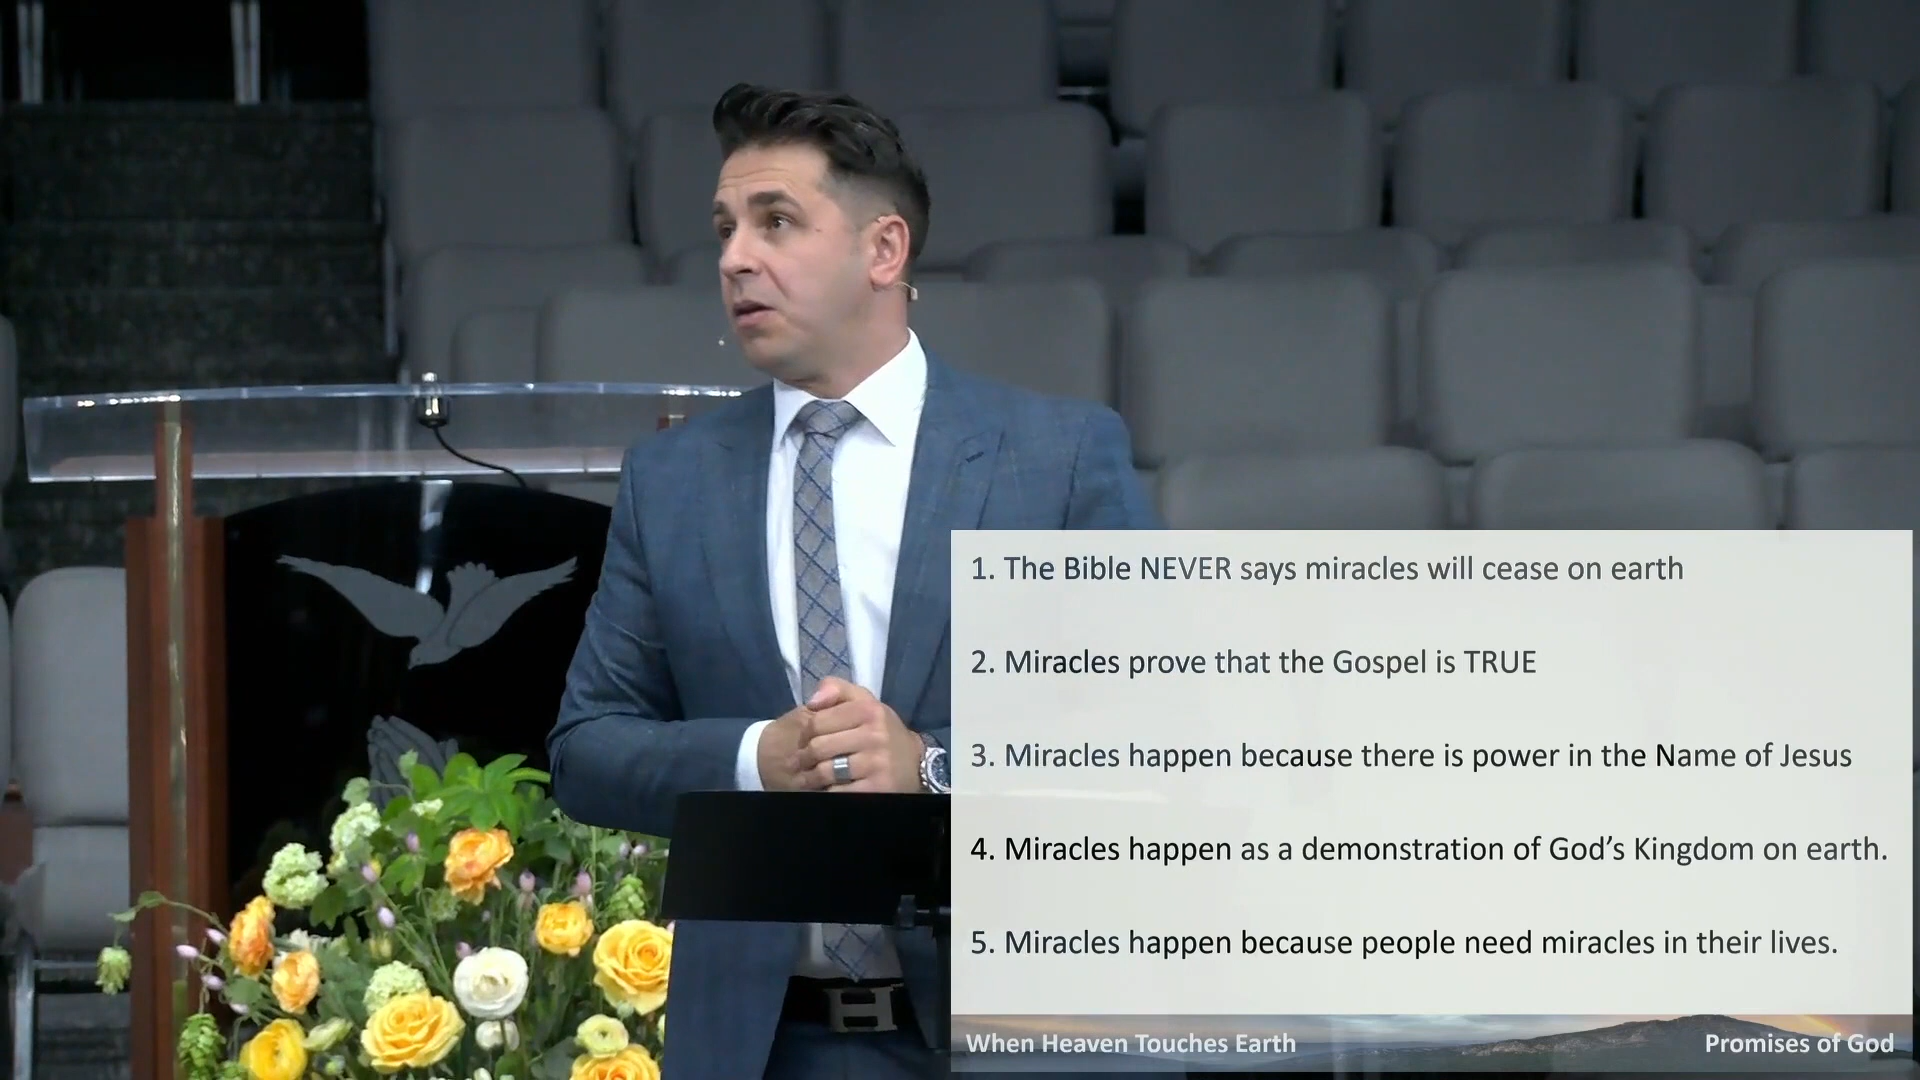 1. The Bible NEVER says miracles will cease on earth
2. Miracles prove that the Gospel is TRUE
3. Miracles happen because there is power in the Name of Jesus
4. Miracles happen as a demonstration of God’s Kingdom on earth.
5. Miracles happen because people need miracles in their lives.
When Heaven Touches Earth
Promises of God